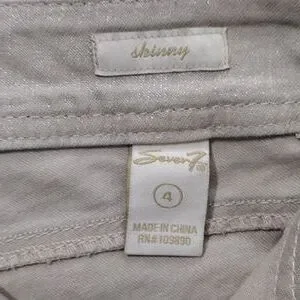 skinny
Seven7
4
MADE IN CHINA
RN# 109890